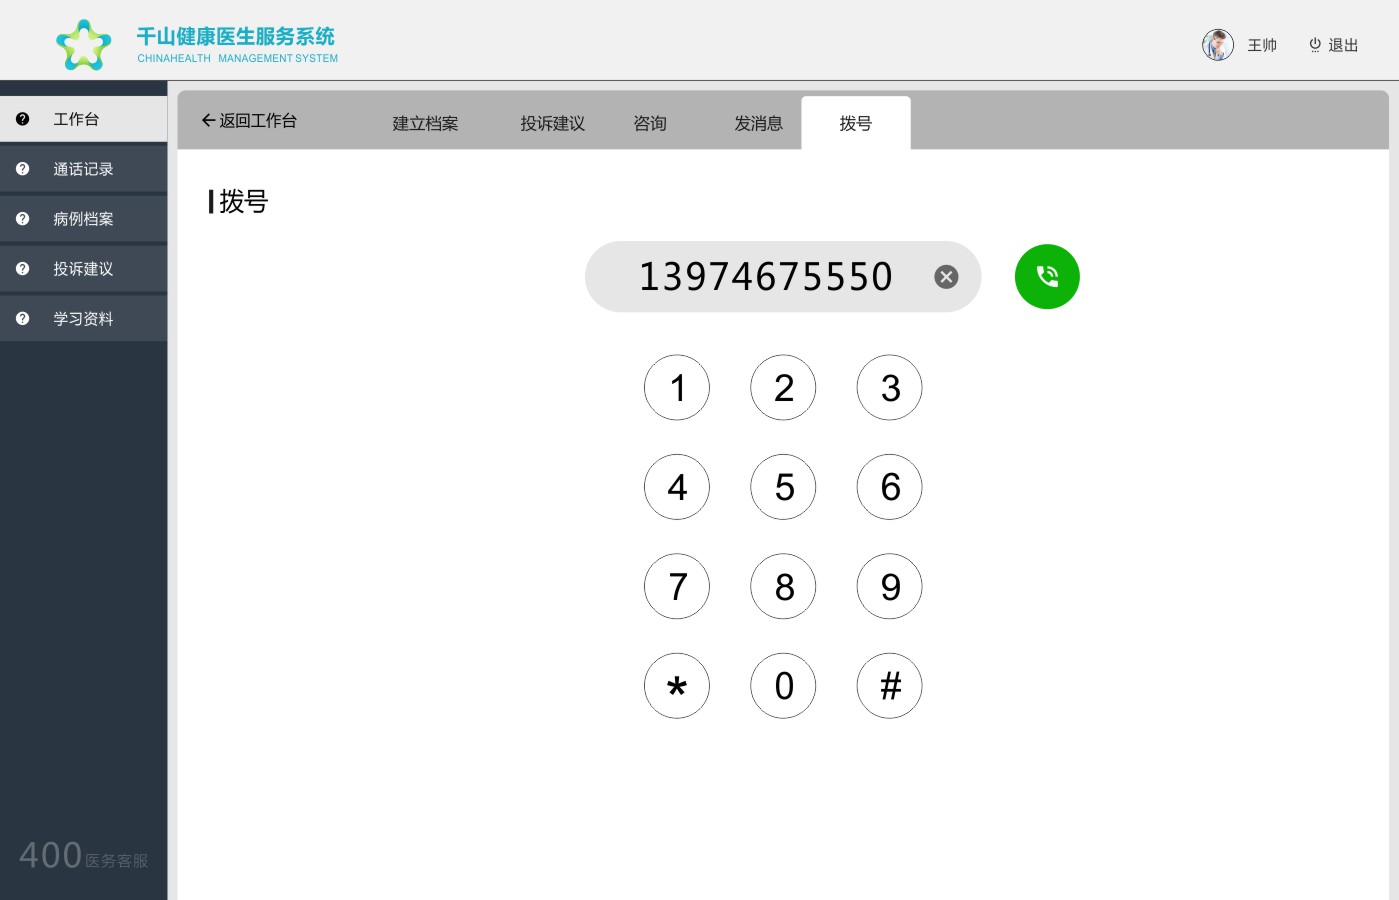 千山健康医生服务系统
CHINAHEALTH MANAGEMENT SYSTEM
王帅
退出
工作台
通话记录
病例档案
投诉建议
学习资料
400医务客服
返回工作台
建立档案
投诉建议
咨询
发消息
拨号
拨号
13974675550
1 2 3
4 5 6
7 8 9
* 0 #